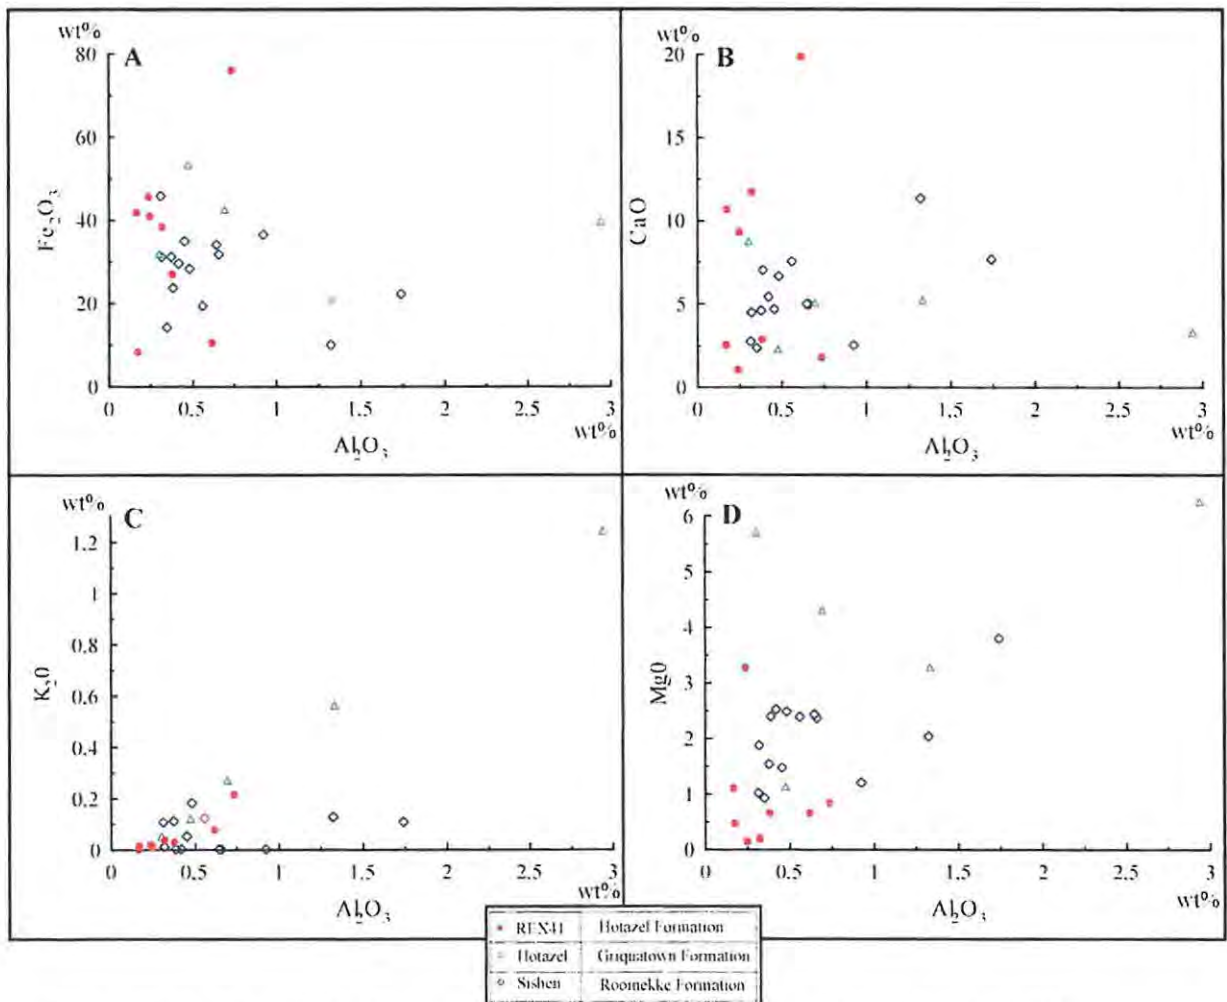 wt%
A
80
60
40
20
0
Fe₂O₃
0 0.5 1 1.5 2 2.5 3
wt%
Al₂O₃
wt%
B
20
15
10
5
0
CaO
0 0.5 1 1.5 2 2.5 3
wt%
Al₂O₃
wt%
C
1.2
1
0.8
0.6
0.4
0.2
0
K₂0
0 0.5 1 1.5 2 2.5 3
wt%
Al₂O₃
wt%
D
6
5
4
3
2
1
0
Mg0
0 0.5 1 1.5 2 2.5 3
wt%
Al₂O₃
REX41 Hotazel Formation
Hotazel Griquatown Formation
Sishen Rooinekke Formation